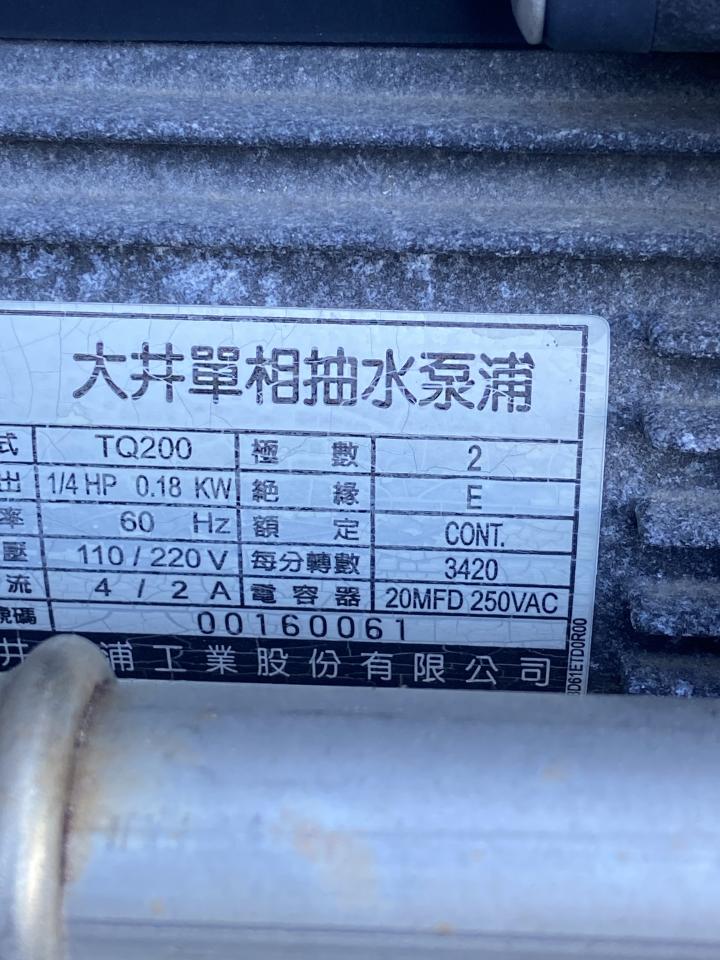 大井單相抽水泵浦
式 TQ200 極數 2
出 1/4 HP 0.18 KW 絕緣 E
率 60 Hz 額定 CONT.
壓 110 / 220 V 每分轉數 3420
流 4 / 2 A 電容器 20MFD 250VAC
號碼 00160061
井 浦工業股份有限公司